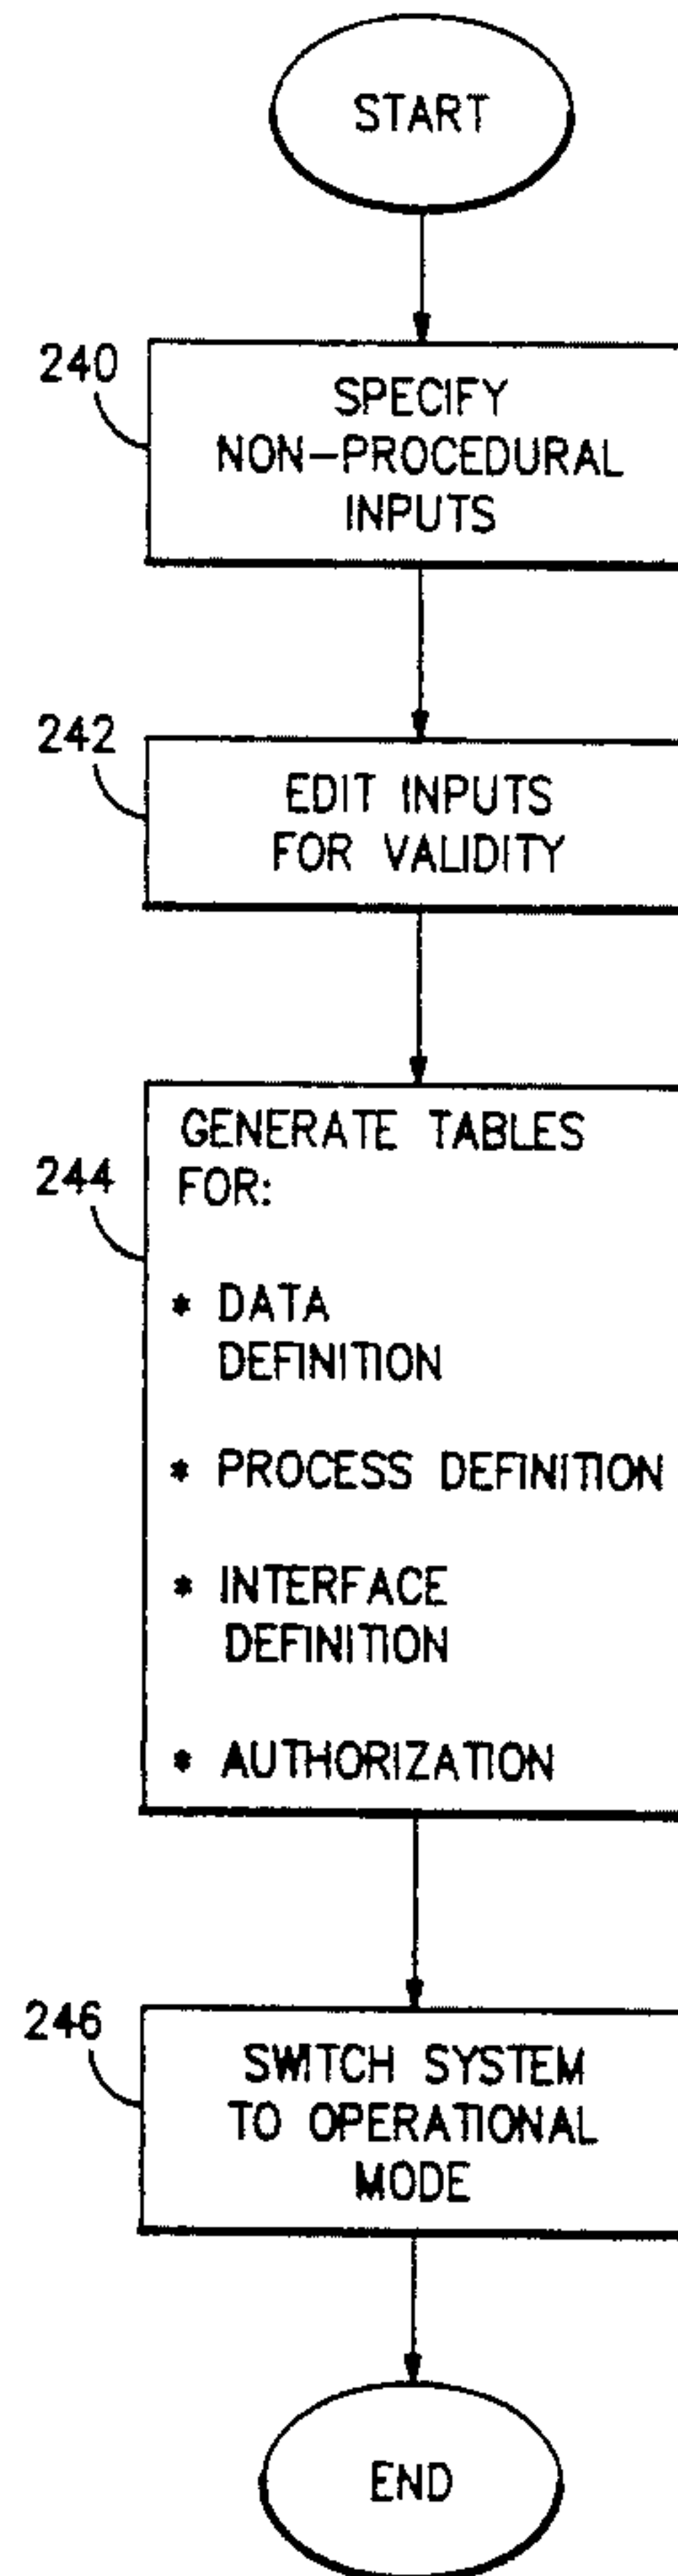 START
240
SPECIFY
NON-PROCEDURAL
INPUTS
242
EDIT INPUTS
FOR VALIDITY
244
GENERATE TABLES
FOR:
* DATA
DEFINITION
* PROCESS DEFINITION
* INTERFACE
DEFINITION
* AUTHORIZATION
246
SWITCH SYSTEM
TO OPERATIONAL
MODE
END